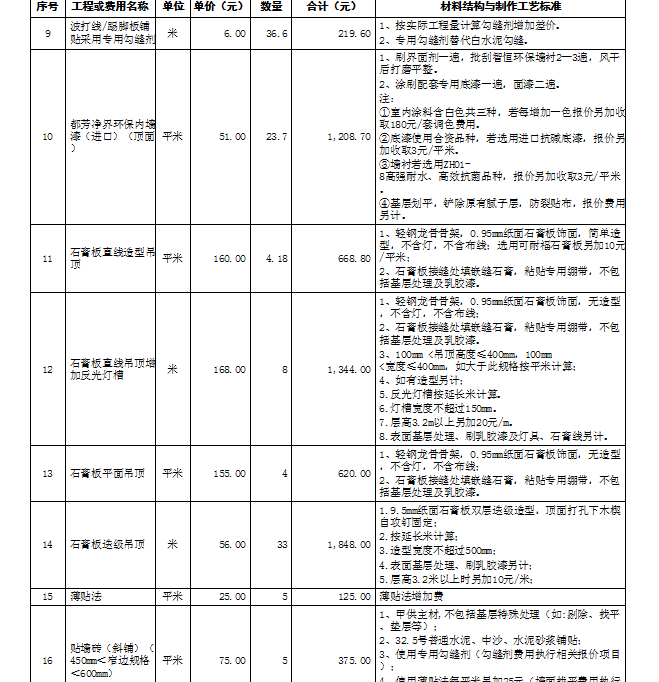 序号 工程或费用名称 单位 单价（元） 数量 合计（元） 材料结构与制作工艺标准
9 波打线/踢脚板铺贴采用专用勾缝剂 米 6.00 36.6 219.60
1、按实际工程量计算勾缝剂增加差价。
2、专用勾缝剂替代白水泥勾缝。
10 都芳净界环保内墙漆（进口）（顶面） 平米 51.00 23.7 1,208.70
1、刷界面剂一遍，批刮智恒环保墙衬2—3遍，风干
后打磨平整。
2、涂刷配套专用底漆一遍，面漆二遍。
注：
①室内涂料含白色共三种，若每增加一色报价另加收
取180元/套调色费用。
②底漆使用合资品种，若选用进口抗碱底漆，报价另
加收取3元/平米。
③墙衬若选用ZH01-
8高强耐水、高效抗菌品种，报价另加收取3元/平米
。
④基层划平，铲除原有腻子层，防裂贴布，报价费用
另计。
11 石膏板直线造型吊顶 平米 160.00 4.18 668.80
1、轻钢龙骨骨架，0.95mm纸面石膏板饰面，简单造
型，不含灯，不含布线；选用可耐福石膏板另加10元
/平米；
2、石膏板接缝处填嵌缝石膏，粘贴专用绷带，不包
括基层处理及乳胶漆。
12 石膏板直线吊顶增加反光灯槽 米 168.00 8 1,344.00
1、轻钢龙骨骨架，0.95mm纸面石膏板饰面，无造型
，不含灯，不含布线；
2、石膏板接缝处填嵌缝石膏，粘贴专用绷带，不包
括基层处理及乳胶漆。
3、100mm <吊顶高度≤400mm，100mm
<宽度≤400mm，如大于此规格按平米计算；
4、如有造型另计；
5.反光灯槽按延长米计算。
6.灯槽宽度不超过150mm。
7.层高3.2m以上另加20元/m。
8.表面基层处理、刷乳胶漆及灯具、石膏线另计。
13 石膏板平面吊顶 平米 155.00 4 620.00
1、轻钢龙骨骨架，0.95mm纸面石膏板饰面，无造型
，不含灯，不含布线；
2、石膏板接缝处填嵌缝石膏，粘贴专用绷带，不包
括基层处理及乳胶漆。
14 石膏板迭级吊顶 米 56.00 33 1,848.00
1.9.5mm纸面石膏板双层迭级造型，顶面打孔下木楔
自攻钉固定；
2.按延长米计算；
3.造型宽度不超过500mm；
4.表面基层处理、刷乳胶漆另计；
5.层高3.2米以上时另加10元/米；
15 薄贴法 平米 25.00 5 125.00 薄贴法增加费
16 贴墙砖（斜铺）（450mm＜窄边规格＜600mm） 平米 75.00 5 375.00
1、甲供主材,不包括基层特殊处理（如:剔除、找平
、垫层等）；
2、32.5号普通水泥、中沙、水泥砂浆铺贴；
3、使用专用勾缝剂（勾缝剂费用执行相关报价项目
）；
4、使用薄贴法每平米另加25元（墙面找平费用执行